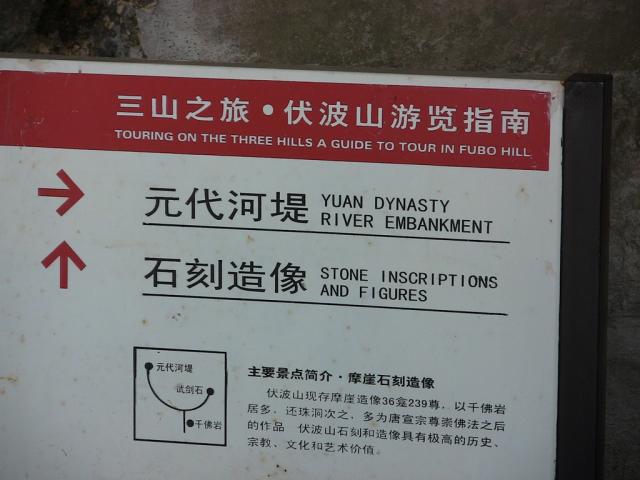 三山之旅•伏波山游览指南
TOURING ON THE THREE HILLS A GUIDE TO TOUR IN FUBO HILL
元代河堤 YUAN DYNASTY
RIVER EMBANKMENT
石刻造像 STONE INSCRIPTIONS
AND FIGURES
元代河堤
试剑石
千佛岩
主要景点简介·摩崖石刻造像
伏波山现存摩崖造像36龛239尊，以千佛岩
居多，还珠洞次之，多为唐宣宗尊崇佛法之后
的作品 伏波山石刻和造像具有极高的历史、
宗教、文化和艺术价值。